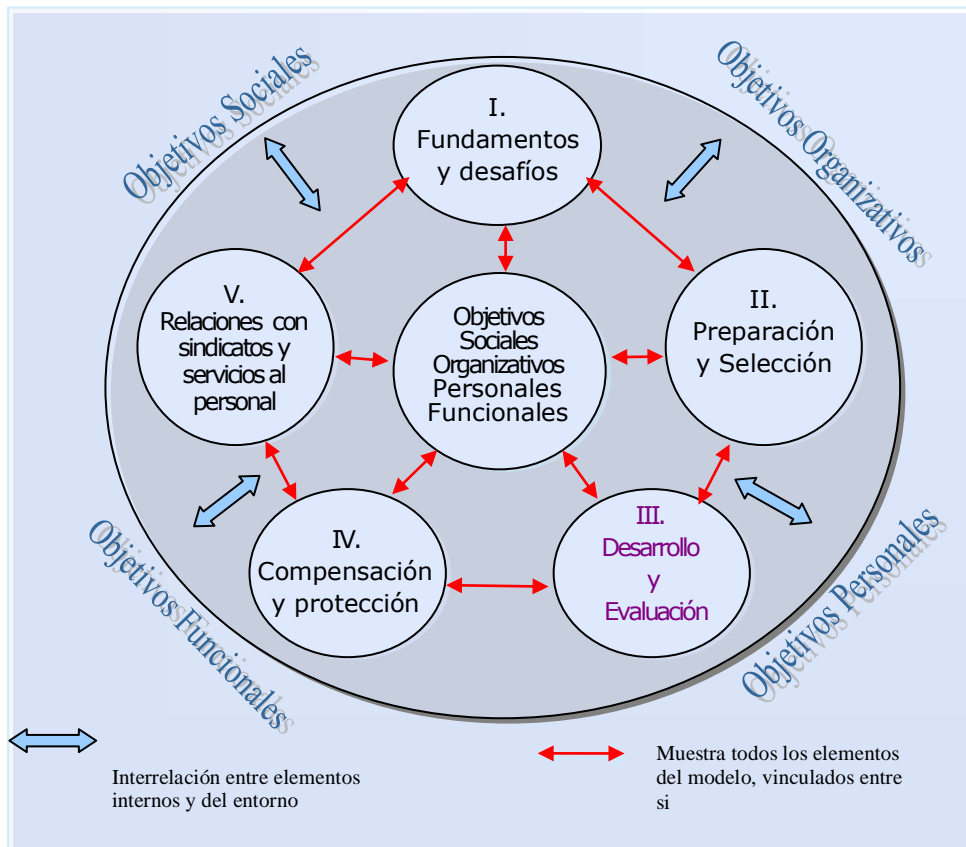 Objetivos Sociales
Objetivos Organizativos
I.
Fundamentos
y desafíos
V.
Relaciones con
sindicatos y
servicios al
personal
Objetivos
Sociales
Organizativos
Personales
Funcionales
II.
Preparación
y Selección
IV.
Compensación
y protección
III.
Desarrollo
y
Evaluación
Objetivos Funcionales
Objetivos Personales
Interrelación entre elementos
internos y del entorno
Muestra todos los elementos
del modelo, vinculados entre
si